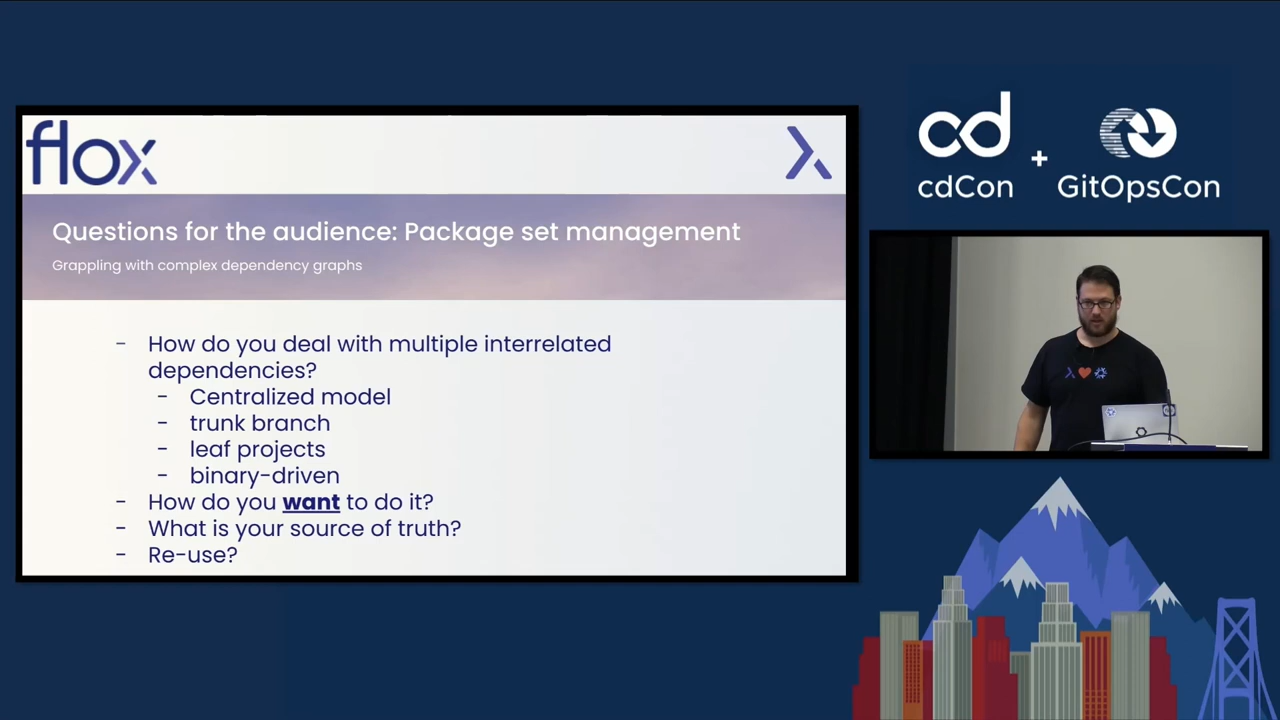 flox
Questions for the audience: Package set management
Grappling with complex dependency graphs
- How do you deal with multiple interrelated
dependencies?
- Centralized model
- trunk branch
- leaf projects
- binary-driven
- How do you want to do it?
- What is your source of truth?
- Re-use?
cd
cdCon
+
GitOpsCon